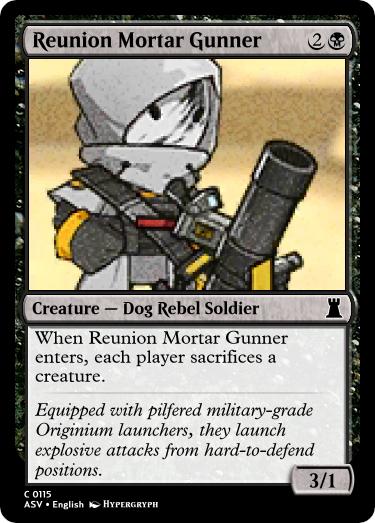 Reunion Mortar Gunner 2
Creature — Dog Rebel Soldier
When Reunion Mortar Gunner
enters, each player sacrifices a
creature.
Equipped with pilfered military-grade
Originium launchers, they launch
explosive attacks from hard-to-defend
positions.
3/1
C 0115
ASV • English HYPERGRYPH